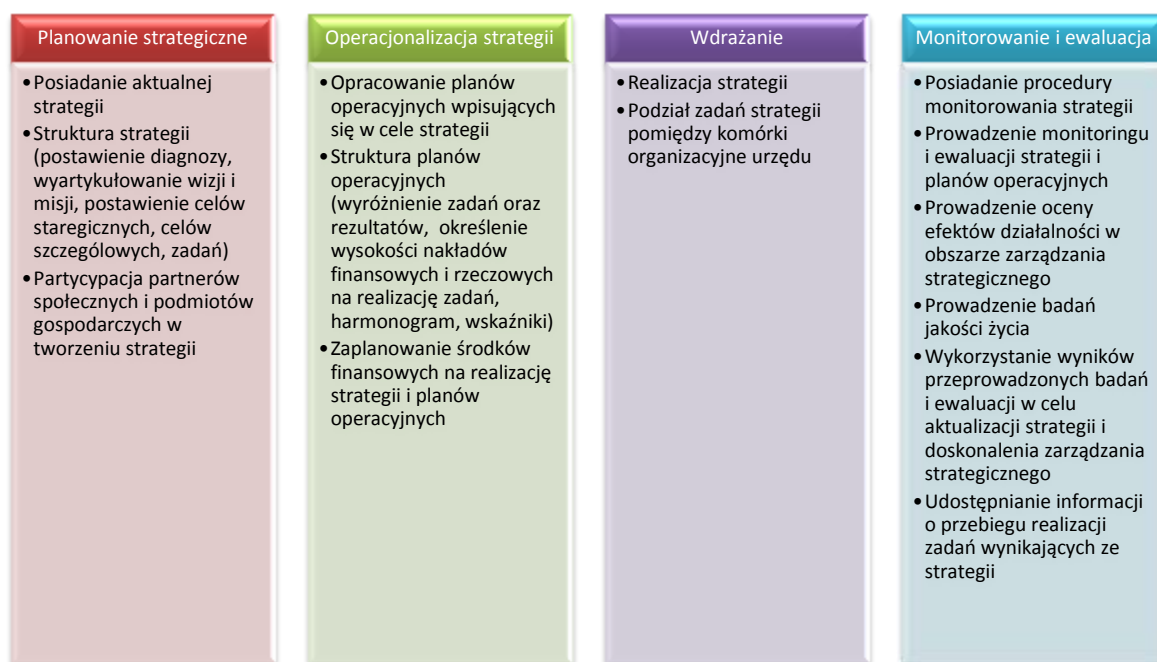 Planowanie strategiczne
•Posiadanie aktualnej
strategii
•Struktura strategii
(postawienie diagnozy,
wyartykułowanie wizji i
misji, postawienie celów
staregicznych, celów
szczególowych, zadań)
•Partycypacja partnerów
społecznych i podmiotów
gospodarczych w
tworzeniu strategii
Operacjonalizacja strategii
•Opracowanie planów
operacyjnych wpisujących
się w cele strategii
•Struktura planów
operacyjnych
(wyróżnienie zadań oraz
rezultatów, określenie
wysokości nakładów
finansowych i rzeczowych
na realizację zadań,
harmonogram, wskaźniki)
•Zaplanowanie środków
finansowych na realizację
strategii i planów
operacyjnych
Wdrażanie
•Realizacja strategii
•Podział zadań strategii
pomiędzy komórki
organizacyjne urzędu
Monitorowanie i ewaluacja
•Posiadanie procedury
monitorowania strategii
•Prowadzenie monitoringu
i ewaluacji strategii i
planów operacyjnych
•Prowadzenie oceny
efektów działalności w
obszarze zarządzania
strategicznego
•Prowadzenie badań
jakości życia
•Wykorzystanie wyników
przeprowadzonych badań
i ewaluacji w celu
aktualizacji strategii i
doskonalenia zarządzania
strategicznego
•Udostępnianie informacji
o przebiegu realizacji
zadań wynikających ze
strategii